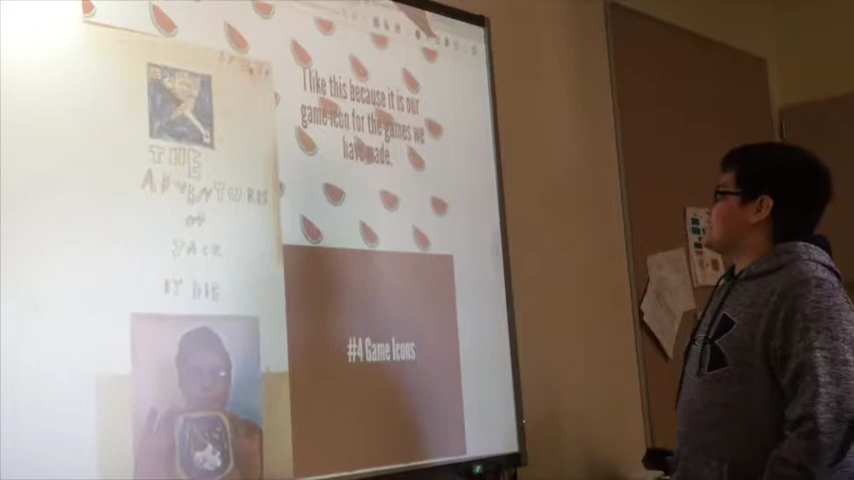 THE
ADVENTURES
OF
JACK
I like this because it is our
game icon for the games we
have made.
#4 Game Icons